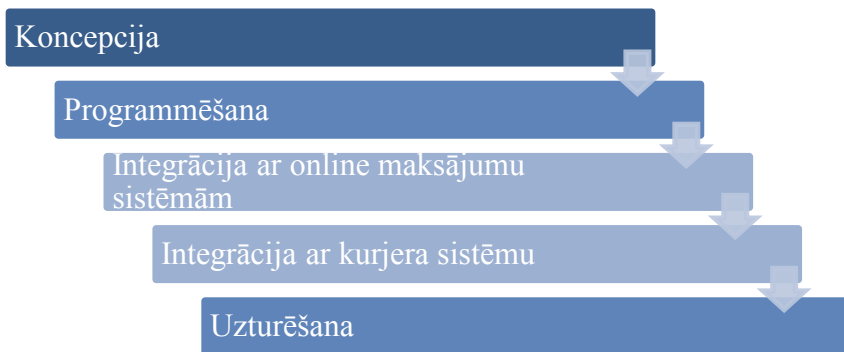 Koncepcija
Programmēšana
Integrācija ar online maksājumu
sistēmām
Integrācija ar kurjera sistēmu
Uzturēšana